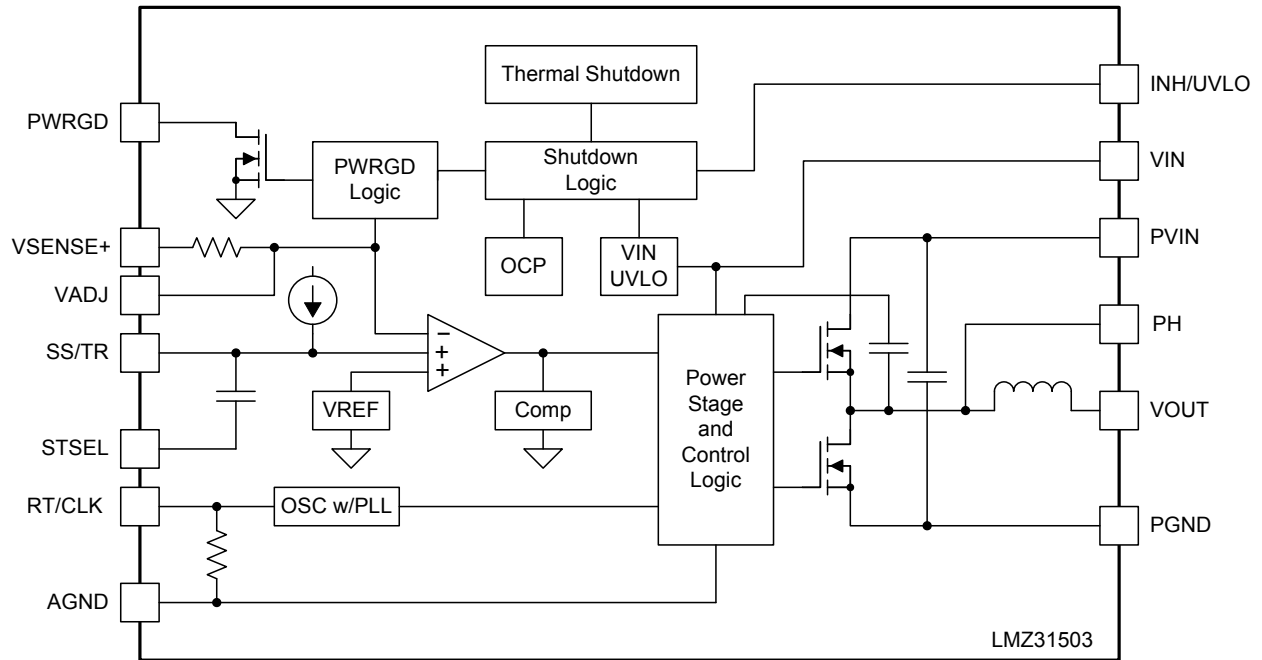 Thermal Shutdown
INH/UVLO
PWRGD
PWRGD
Logic
Shutdown
Logic
VIN
VSENSE+
OCP
VIN
UVLO
PVIN
VADJ
SS/TR
−
+
+
PH
VREF
Comp
Power
Stage
and
Control
Logic
VOUT
STSEL
RT/CLK
OSC w/PLL
PGND
AGND
LMZ31503